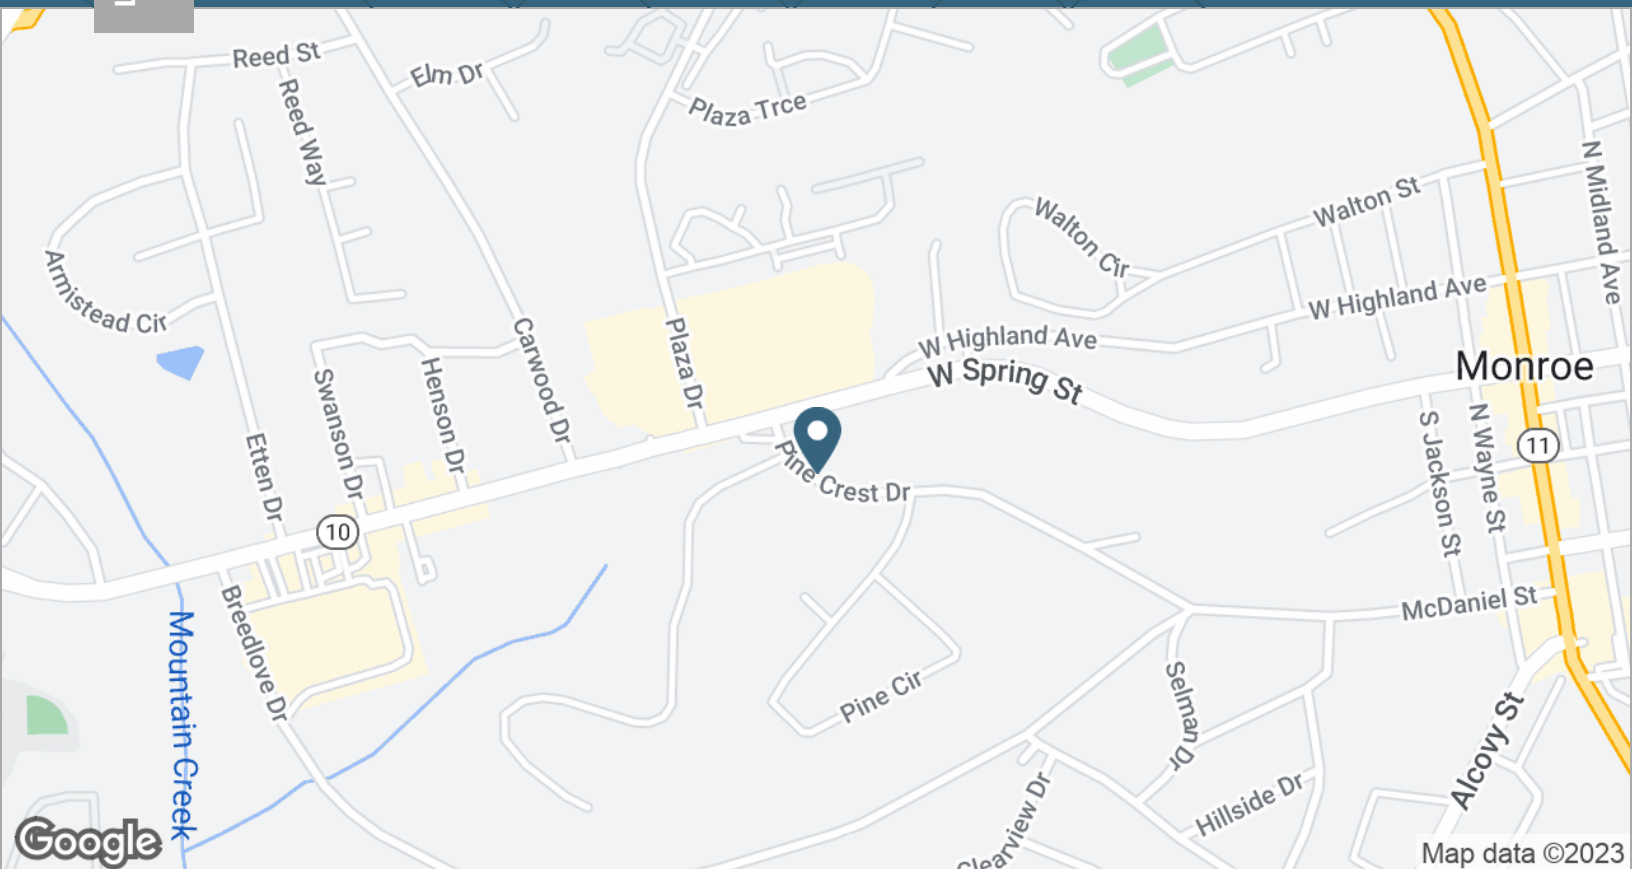 Reed St
Elm Dr
Reed Way
Plaza Trce
N Midland Ave
Walton St
Walton Cir
Armistead Cir
W Highland Ave
W Highland Ave
Carwood Dr
Plaza Dr
W Spring St
Monroe
Henson Dr
Swanson Dr
Etten Dr
Pine Crest Dr
S Jackson St
N Wayne St
11
10
Breedlove Dr
McDaniel St
Mountain Creek
Pine Cir
Selman Dr
Alcovy St
Hillside Dr
Clearview Dr
Google
Map data ©2023